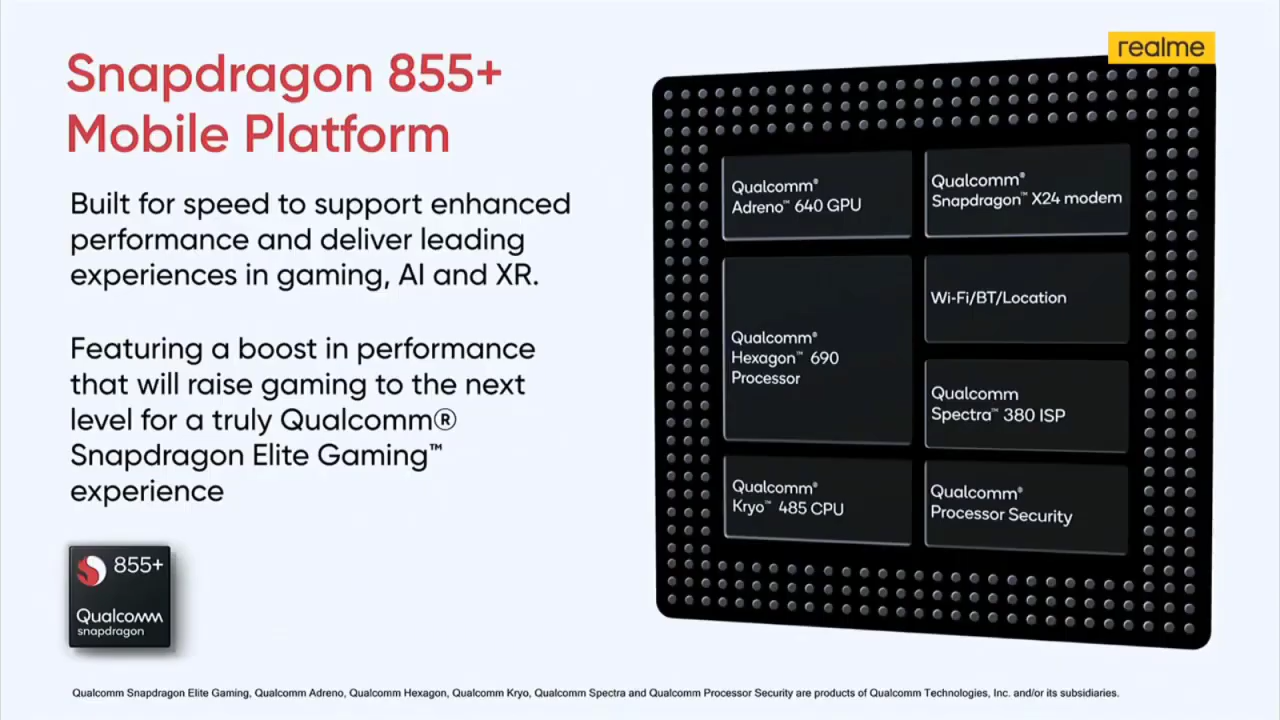 realme
Snapdragon 855+
Mobile Platform
Built for speed to support enhanced
performance and deliver leading
experiences in gaming, AI and XR.
Featuring a boost in performance
that will raise gaming to the next
level for a truly Qualcomm®
Snapdragon Elite Gaming™
experience
855+
Qualcomm
snapdragon
Qualcomm®
Adreno™ 640 GPU
Qualcomm®
Snapdragon™ X24 modem
Qualcomm®
Hexagon™ 690
Processor
Wi-Fi/BT/Location
Qualcomm
Spectra™ 380 ISP
Qualcomm®
Kryo™ 485 CPU
Qualcomm®
Processor Security
Qualcomm Snapdragon Elite Gaming, Qualcomm Adreno, Qualcomm Hexagon, Qualcomm Kryo, Qualcomm Spectra and Qualcomm Processor Security are products of Qualcomm Technologies, Inc. and/or its subsidiaries.